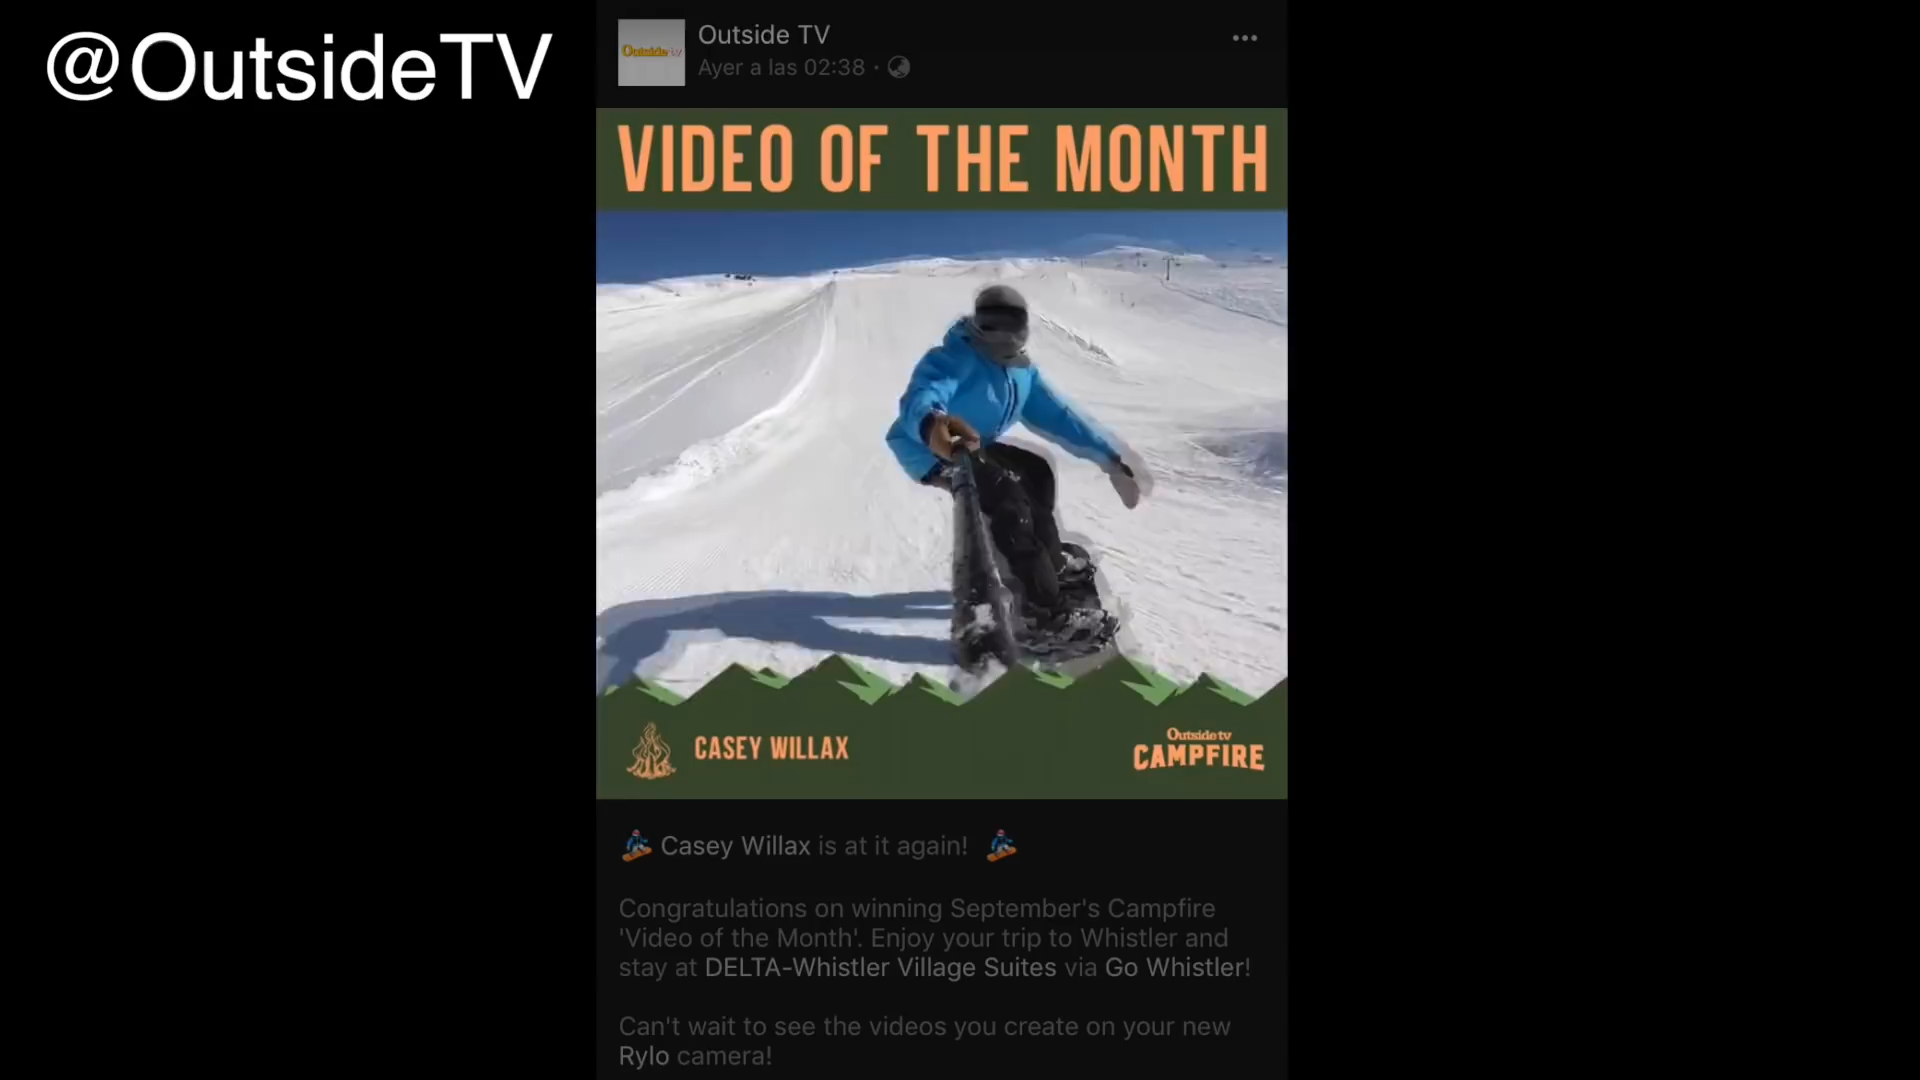 @OutsideTV
Outside tv
Outside TV
Ayer a las 02:38 ·
VIDEO OF THE MONTH
CASEY WILLAX
Outside tv
CAMPFIRE
Casey Willax is at it again!
Congratulations on winning September's Campfire
'Video of the Month'. Enjoy your trip to Whistler and
stay at DELTA-Whistler Village Suites via Go Whistler!
Can't wait to see the videos you create on your new
Rylo camera!